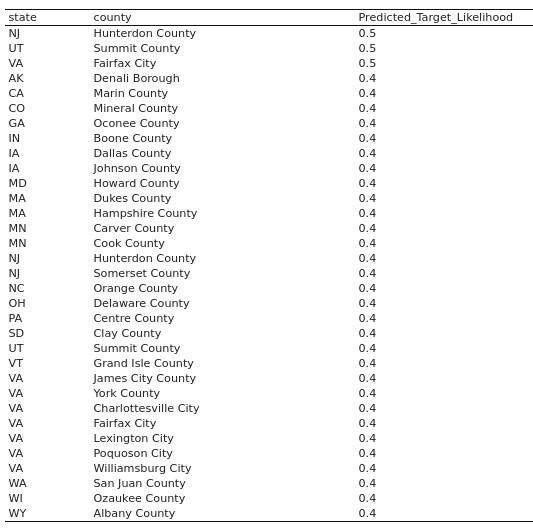 state county Predicted_Target_Likelihood
NJ Hunterdon County 0.5
UT Summit County 0.5
VA Fairfax City 0.5
AK Denali Borough 0.4
CA Marin County 0.4
CO Mineral County 0.4
GA Oconee County 0.4
IN Boone County 0.4
IA Dallas County 0.4
IA Johnson County 0.4
MD Howard County 0.4
MA Dukes County 0.4
MA Hampshire County 0.4
MN Carver County 0.4
MN Cook County 0.4
NJ Hunterdon County 0.4
NJ Somerset County 0.4
NC Orange County 0.4
OH Delaware County 0.4
PA Centre County 0.4
SD Clay County 0.4
UT Summit County 0.4
VT Grand Isle County 0.4
VA James City County 0.4
VA York County 0.4
VA Charlottesville City 0.4
VA Fairfax City 0.4
VA Lexington City 0.4
VA Poquoson City 0.4
VA Williamsburg City 0.4
WA San Juan County 0.4
WI Ozaukee County 0.4
WY Albany County 0.4